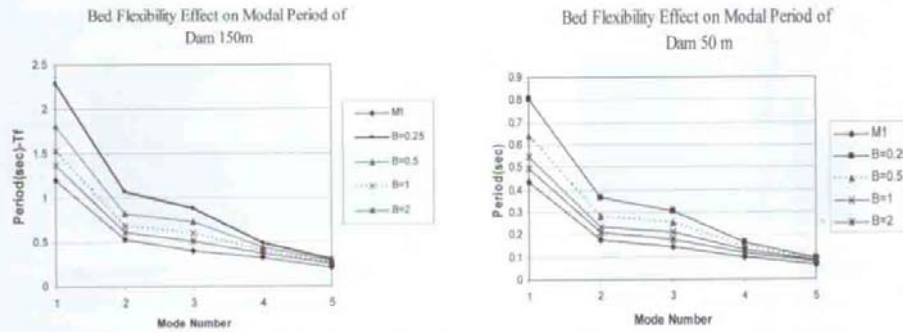 Bed Flexibility Effect on Modal Period of
Dam 150m
2.5
2
1.5
1
0.5
0
1 2 3 4 5
Period(sec)-Tf
Mode Number
M1
B=0.25
B=0.5
B=1
B=2
Bed Flexibility Effect on Modal Period of
Dam 50 m
0.9
0.8
0.7
0.6
0.5
0.4
0.3
0.2
0.1
0
1 2 3 4 5
Period(sec)
Mode Number
M1
B=0.25
B=0.5
B=1
B=2